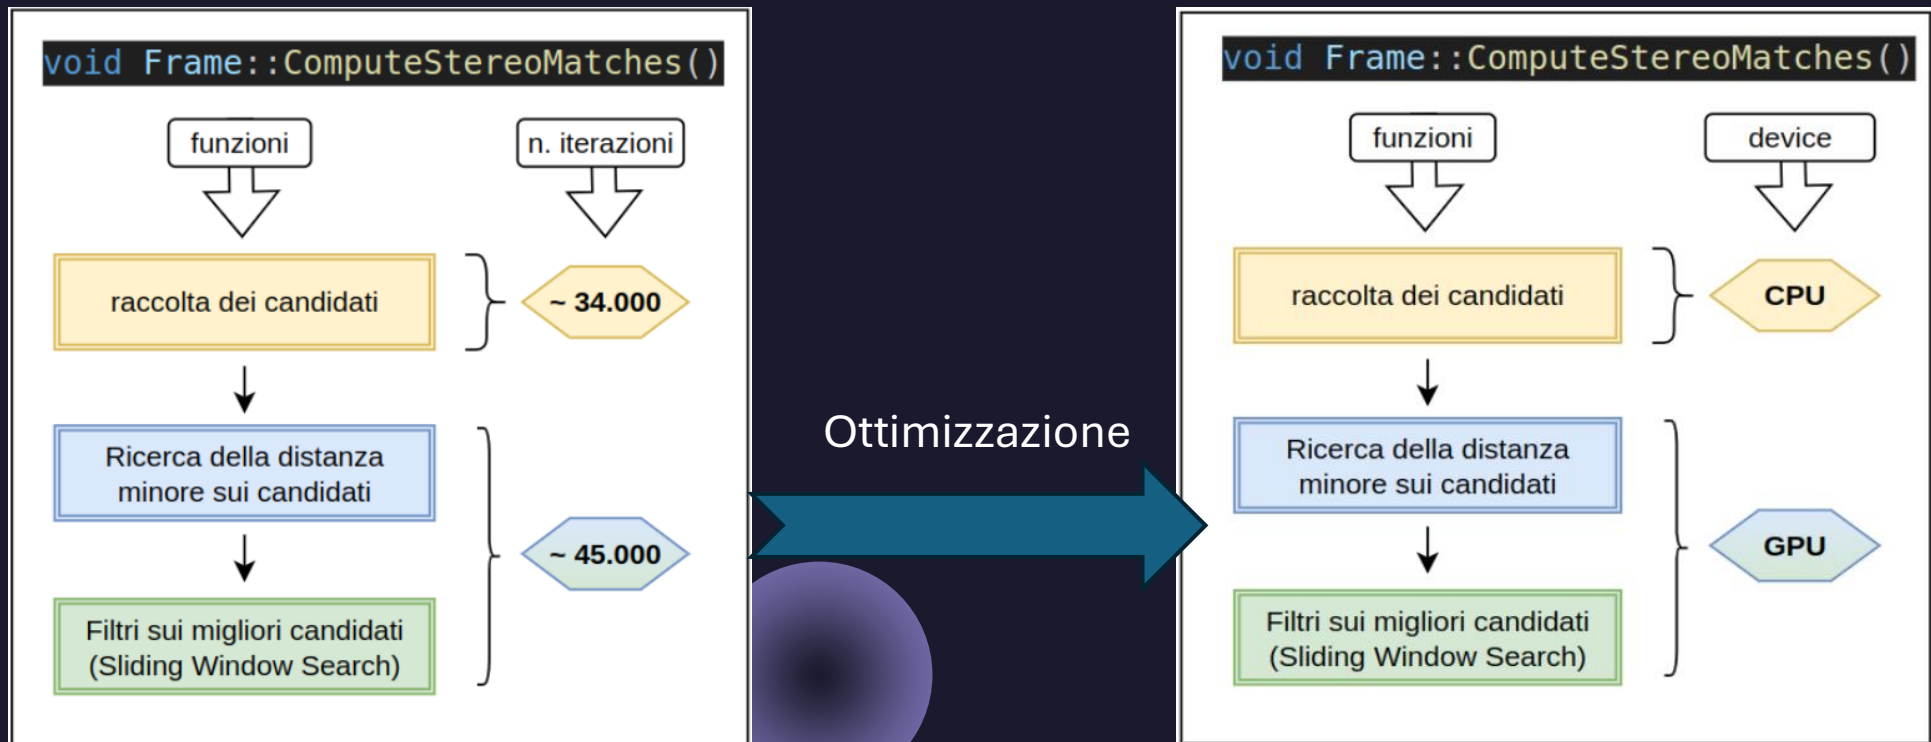 void Frame::ComputeStereoMatches()
funzioni
n. iterazioni
raccolta dei candidati
~ 34.000
Ricerca della distanza
minore sui candidati
~ 45.000
Filtri sui migliori candidati
(Sliding Window Search)
Ottimizzazione
void Frame::ComputeStereoMatches()
funzioni
device
raccolta dei candidati
CPU
Ricerca della distanza
minore sui candidati
GPU
Filtri sui migliori candidati
(Sliding Window Search)